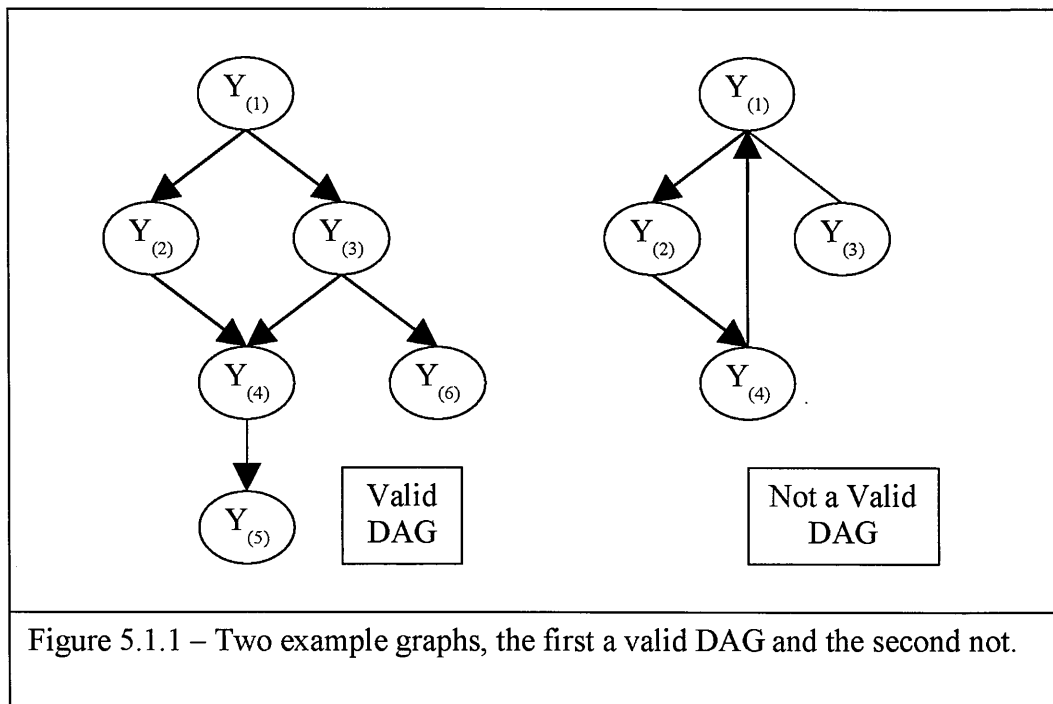 Y(1)
Y(2)
Y(3)
Y(4)
Y(6)
Y(5)
Valid
DAG
Y(1)
Y(2)
Y(3)
Y(4)
Not a Valid
DAG
Figure 5.1.1 – Two example graphs, the first a valid DAG and the second not.